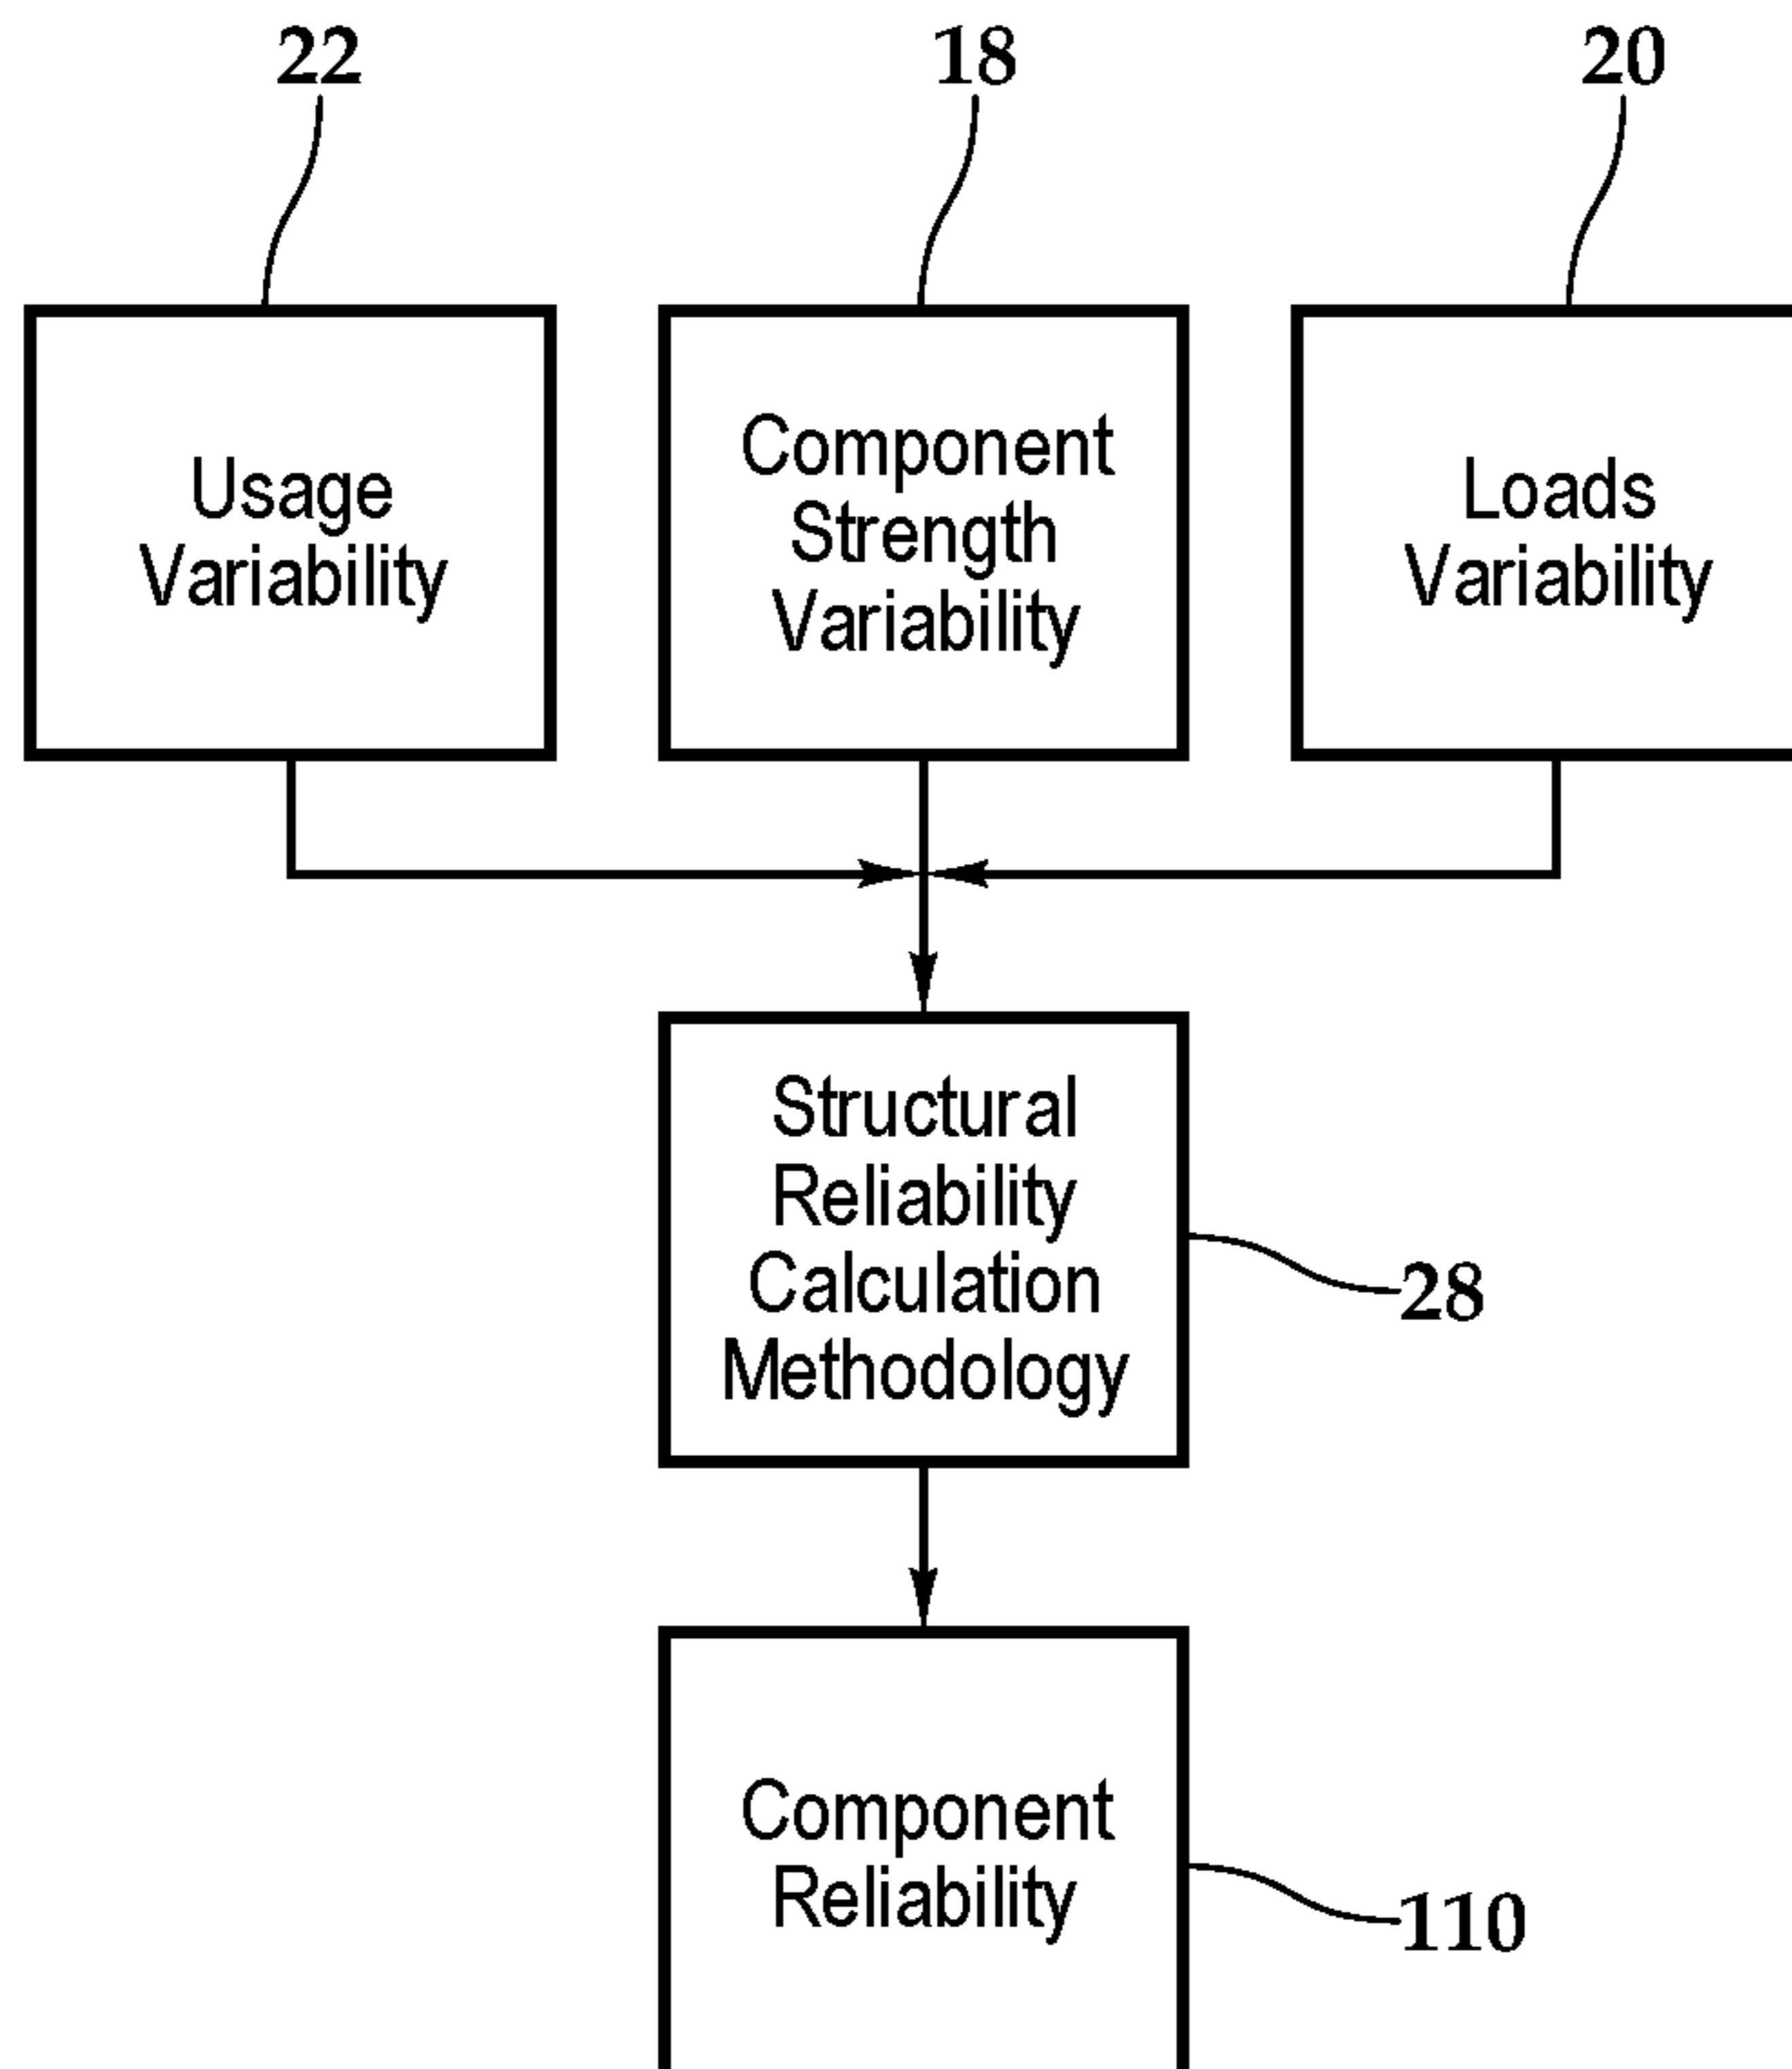 22
18
20
Usage
Variability
Component
Strength
Variability
Loads
Variability
Structural
Reliability
Calculation
Methodology
28
Component
Reliability
110